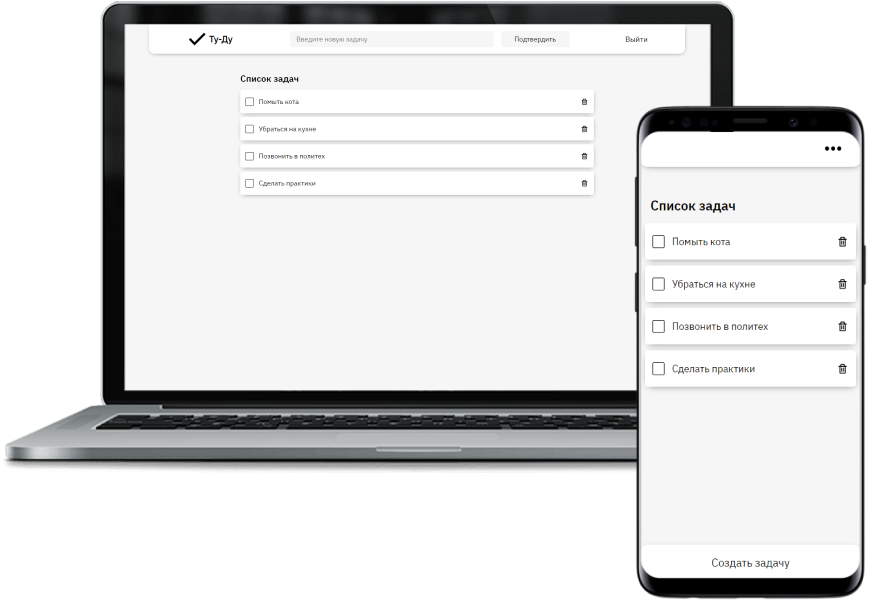 Ту-Ду
Введите новую задачу
Подтвердить
Выйти
Список задач
Помыть кота
Убраться на кухне
Позвонить в политех
Сделать практики
Список задач
Помыть кота
Убраться на кухне
Позвонить в политех
Сделать практики
Создать задачу